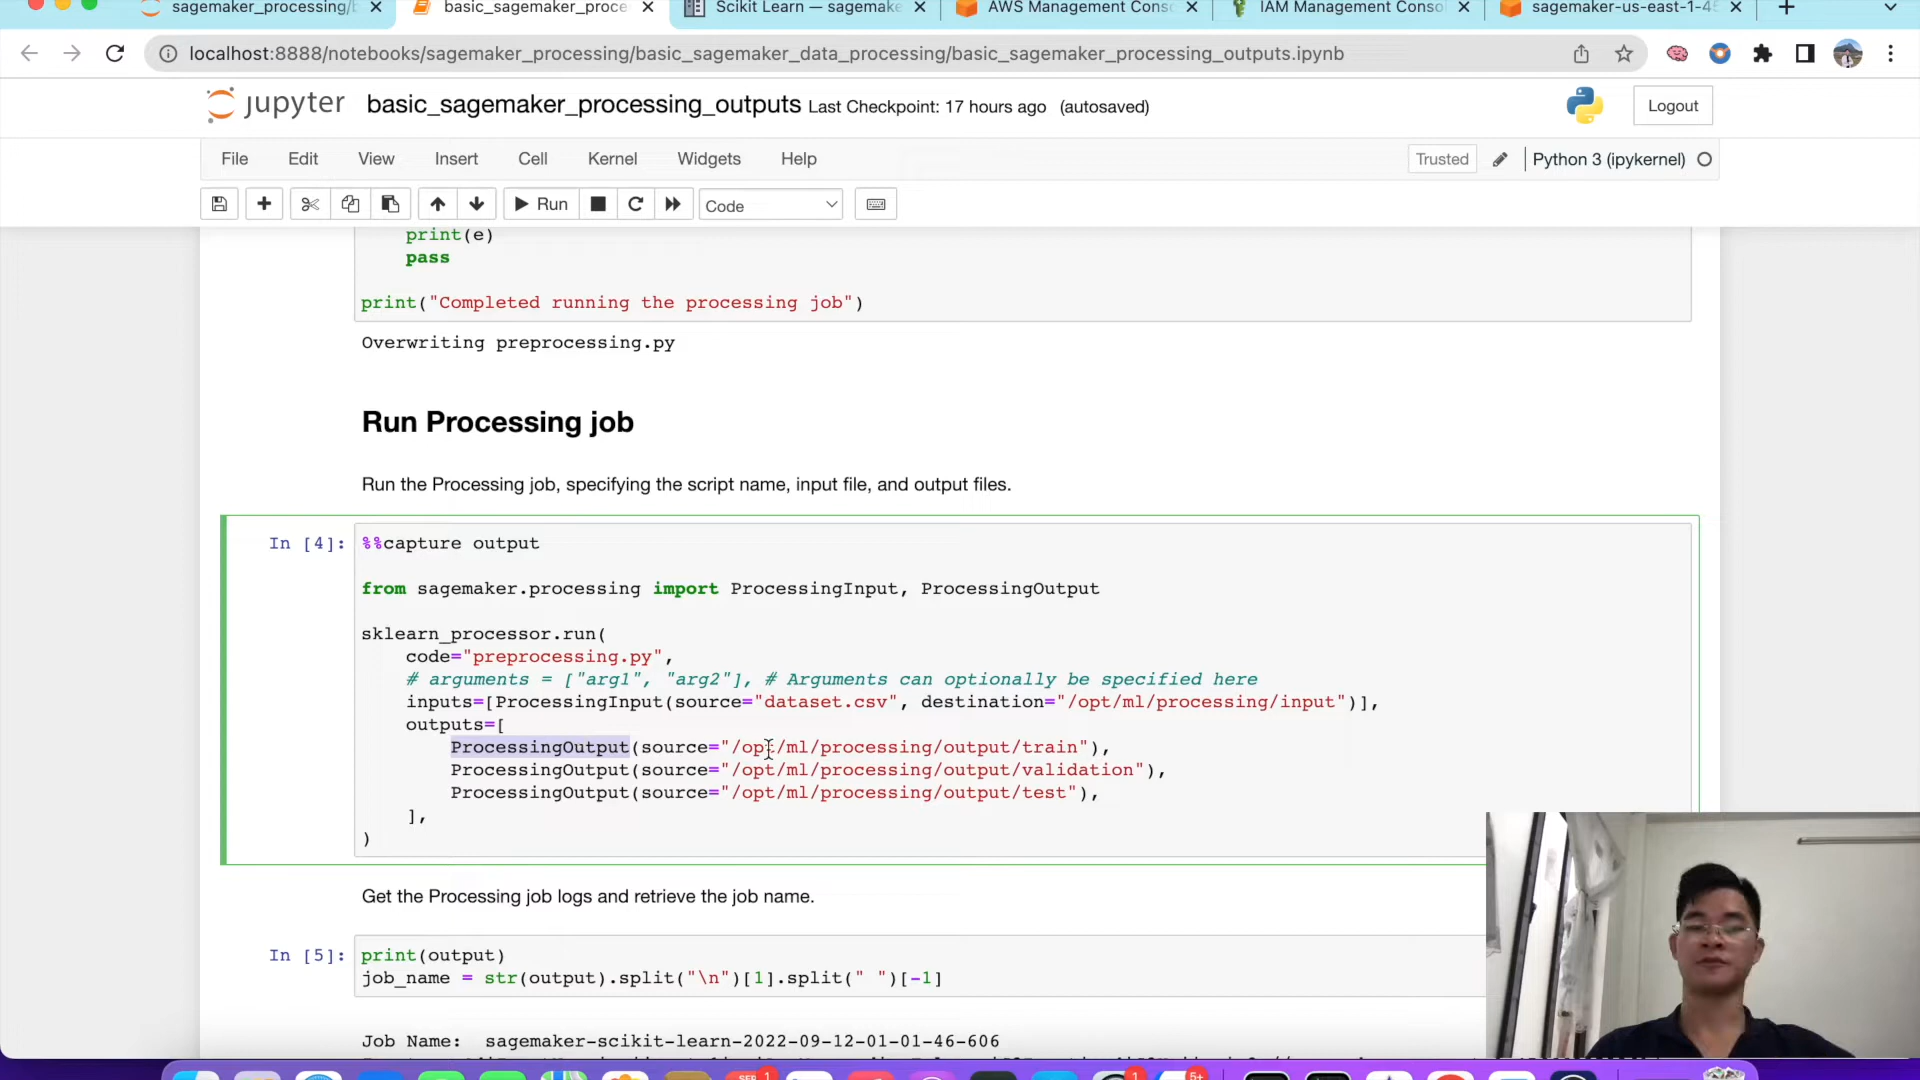 sagemaker_processing/b
basic_sagemaker_proce
Scikit Learn — sagemake
AWS Management Cons
IAM Management Consol
sagemaker-us-east-1-45
localhost:8888/notebooks/sagemaker_processing/basic_sagemaker_data_processing/basic_sagemaker_processing_outputs.ipynb
jupyter basic_sagemaker_processing_outputs Last Checkpoint: 17 hours ago (autosaved)
Logout
File Edit View Insert Cell Kernel Widgets Help
Trusted Python 3 (ipykernel)
Run Code
print(e)
pass
print("Completed running the processing job")
Overwriting preprocessing.py
Run Processing job
Run the Processing job, specifying the script name, input file, and output files.
In [4]: %%capture output
from sagemaker.processing import ProcessingInput, ProcessingOutput
sklearn_processor.run(
code="preprocessing.py",
# arguments = ["arg1", "arg2"], # Arguments can optionally be specified here
inputs=[ProcessingInput(source="dataset.csv", destination="/opt/ml/processing/input")],
outputs=[
ProcessingOutput(source="/opt/ml/processing/output/train"),
ProcessingOutput(source="/opt/ml/processing/output/validation"),
ProcessingOutput(source="/opt/ml/processing/output/test"),
],
)
Get the Processing job logs and retrieve the job name.
In [5]: print(output)
job_name = str(output).split("\n")[1].split(" ")[-1]
Job Name: sagemaker-scikit-learn-2022-09-12-01-01-46-606
SEP 1
1
5+